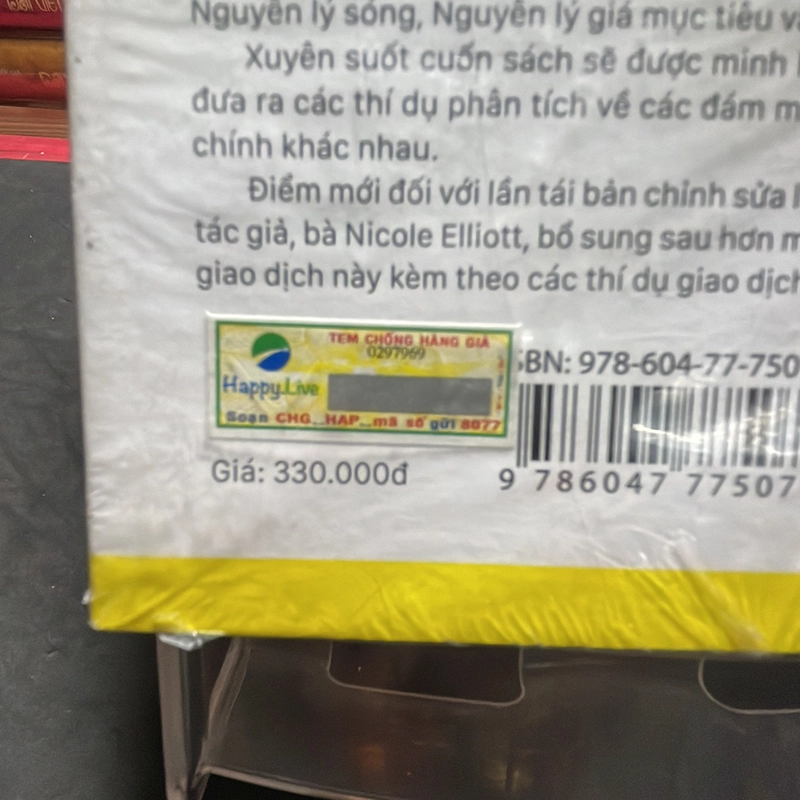 Nguyên lý sóng, Nguyên lý giá mục tiêu
Xuyên suốt cuốn sách sẽ được minh
đưa ra các thí dụ phân tích về các đám
chính khác nhau.
Điểm mới đối với lần tái bản chỉnh sửa
tác giả, bà Nicole Elliott, bổ sung sau hơn
giao dịch này kèm theo các thí dụ giao dịch
TEM CHỐNG HÀNG GIẢ
0297969
Happy.Live
Soạn CHG_HAP_mã số gửi 8077
ISBN: 978-604-77-750
Giá: 330.000đ
9 786047 77507